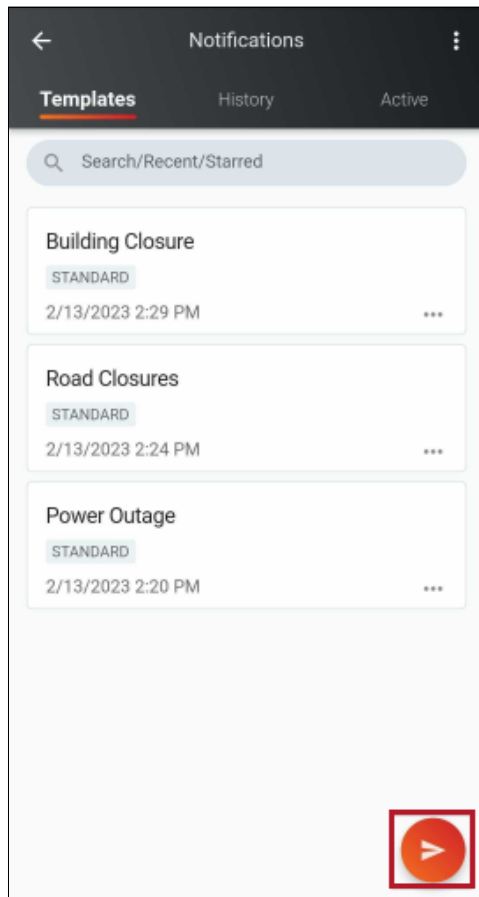 Notifications
Templates History Active
Search/Recent/Starred
Building Closure
STANDARD
2/13/2023 2:29 PM
Road Closures
STANDARD
2/13/2023 2:24 PM
Power Outage
STANDARD
2/13/2023 2:20 PM